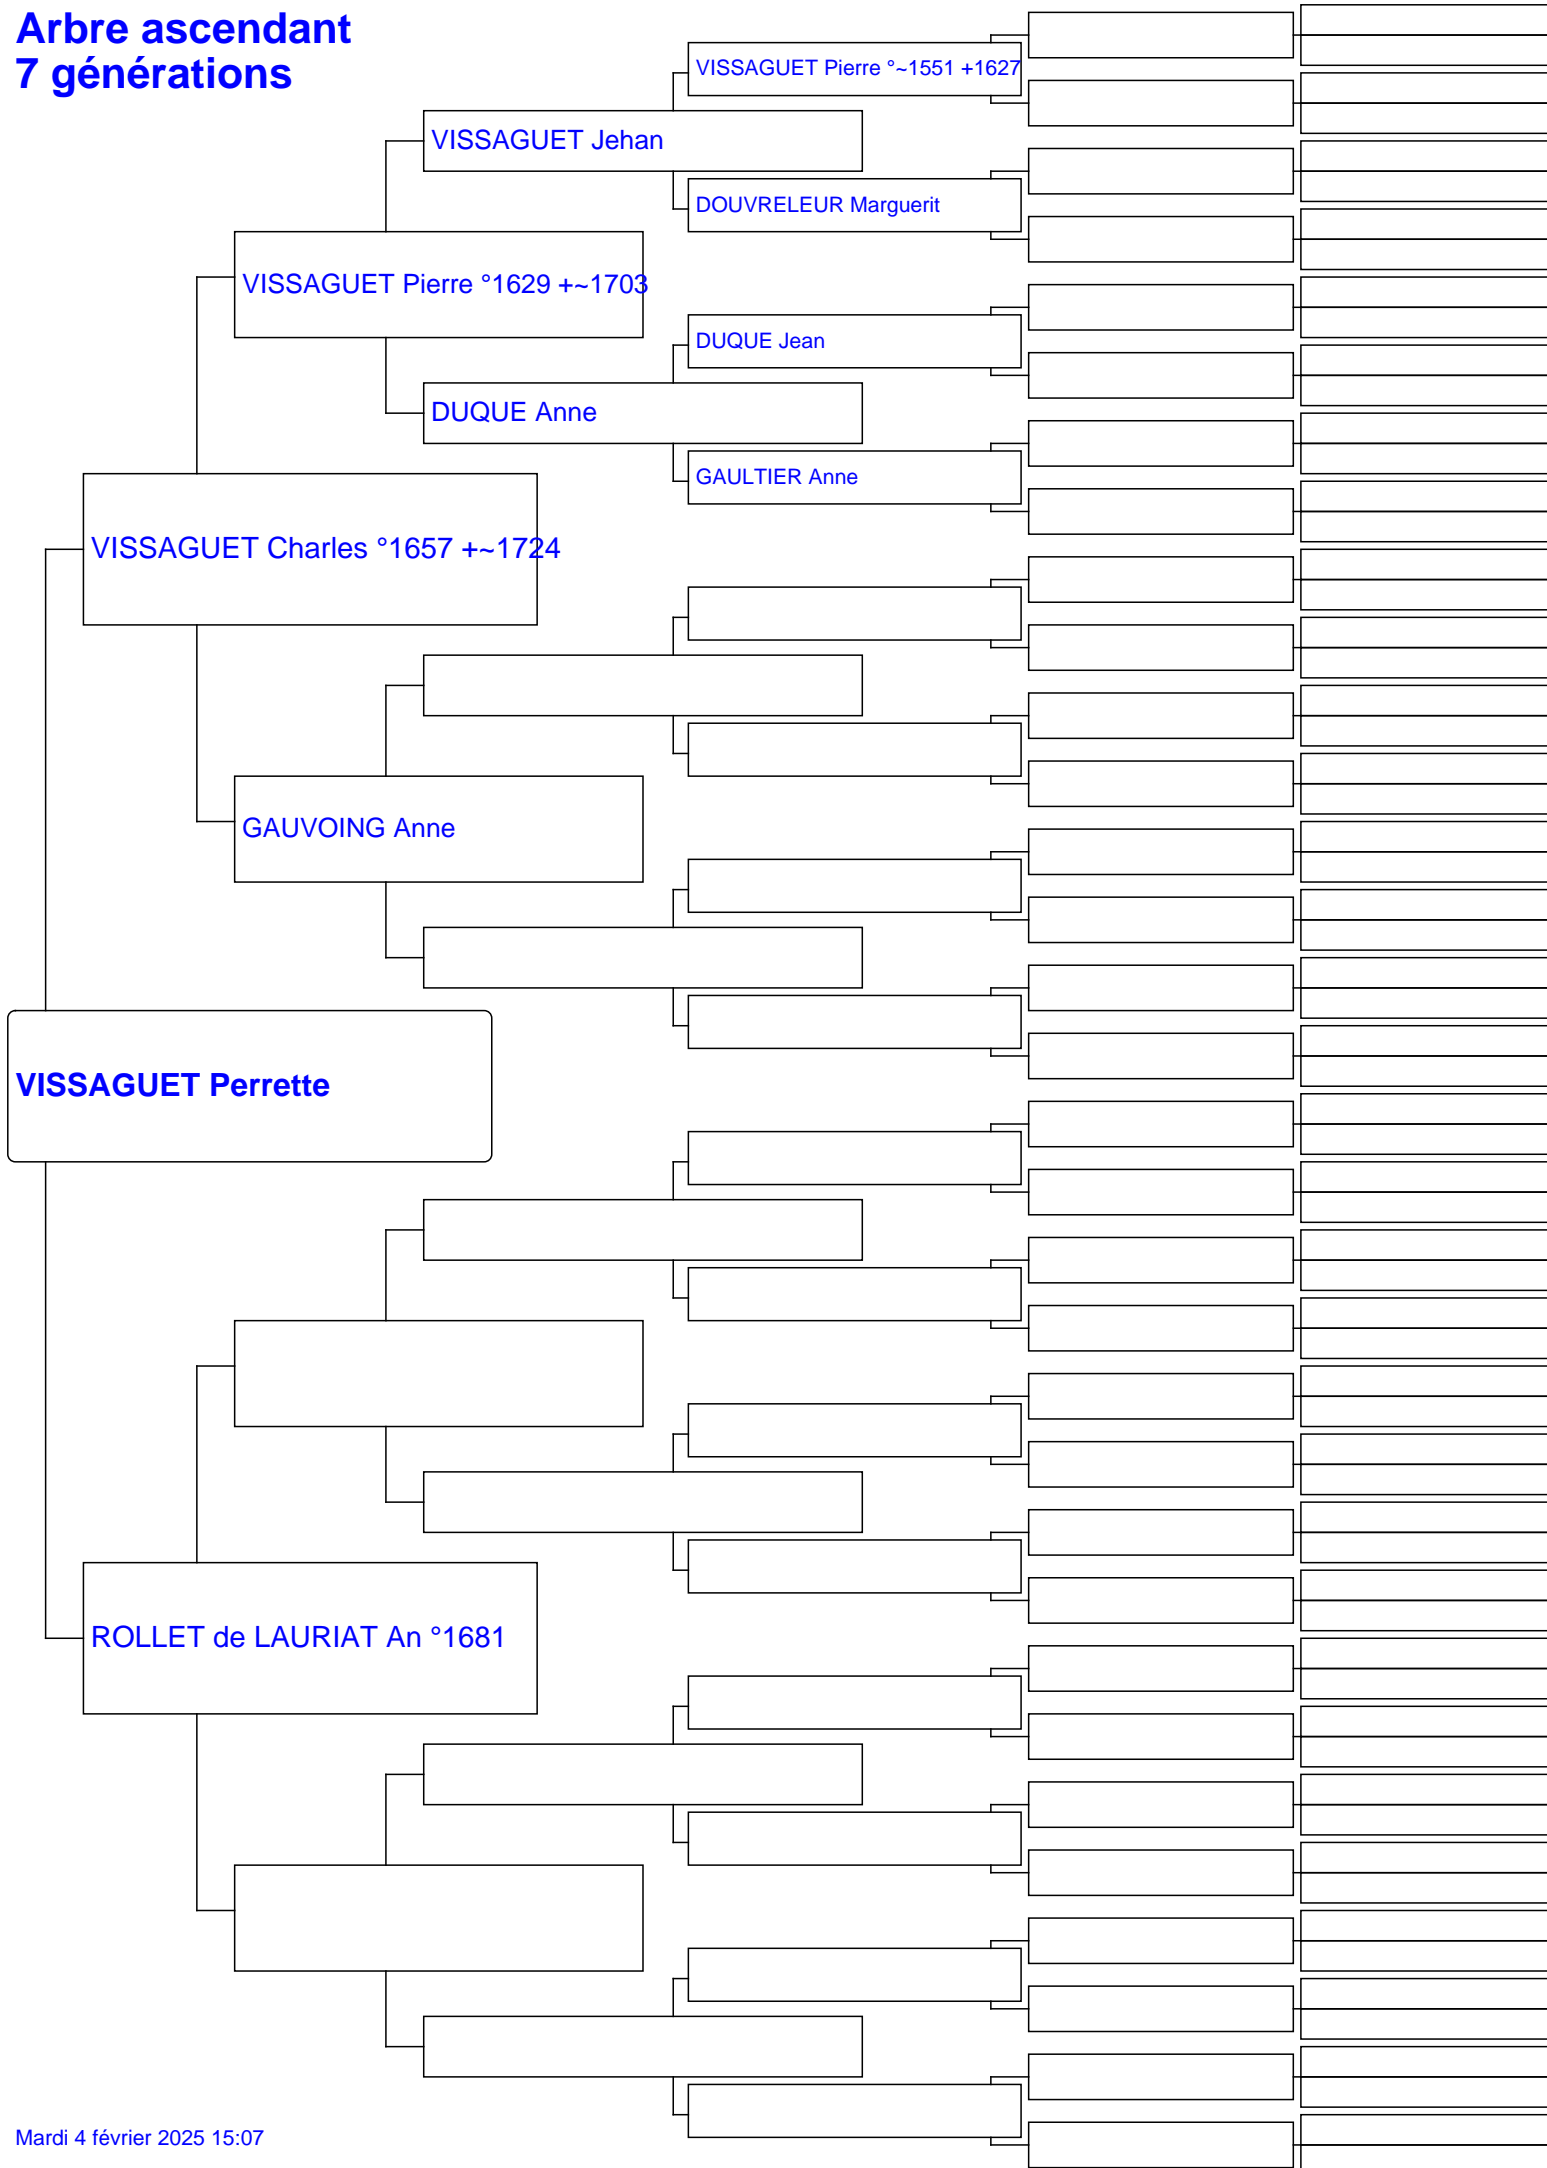 Arbre ascendant
7 générations
VISSAGUET Pierre °~1551 +1627
VISSAGUET Jehan
DOUVRELEUR Marguerit
VISSAGUET Pierre °1629 +~1703
DUQUE Jean
DUQUE Anne
GAULTIER Anne
VISSAGUET Charles °1657 +~1724
GAUVOING Anne
VISSAGUET Perrette
ROLLET de LAURIAT An °1681
Mardi 4 février 2025 15:07